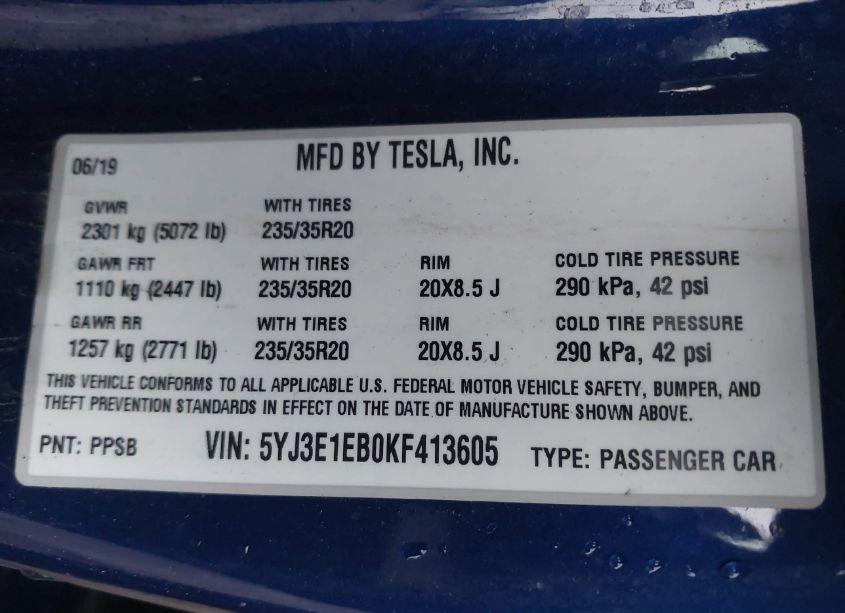 06/19 MFD BY TESLA, INC.
GVWR WITH TIRES
2301 kg (5072 lb) 235/35R20
GAWR FRT WITH TIRES RIM COLD TIRE PRESSURE
1110 kg (2447 lb) 235/35R20 20X8.5 J 290 kPa, 42 psi
GAWR RR WITH TIRES RIM COLD TIRE PRESSURE
1257 kg (2771 lb) 235/35R20 20X8.5 J 290 kPa, 42 psi
THIS VEHICLE CONFORMS TO ALL APPLICABLE U.S. FEDERAL MOTOR VEHICLE SAFETY, BUMPER, AND
THEFT PREVENTION STANDARDS IN EFFECT ON THE DATE OF MANUFACTURE SHOWN ABOVE.
PNT: PPSB VIN: 5YJ3E1EB0KF413605 TYPE: PASSENGER CAR